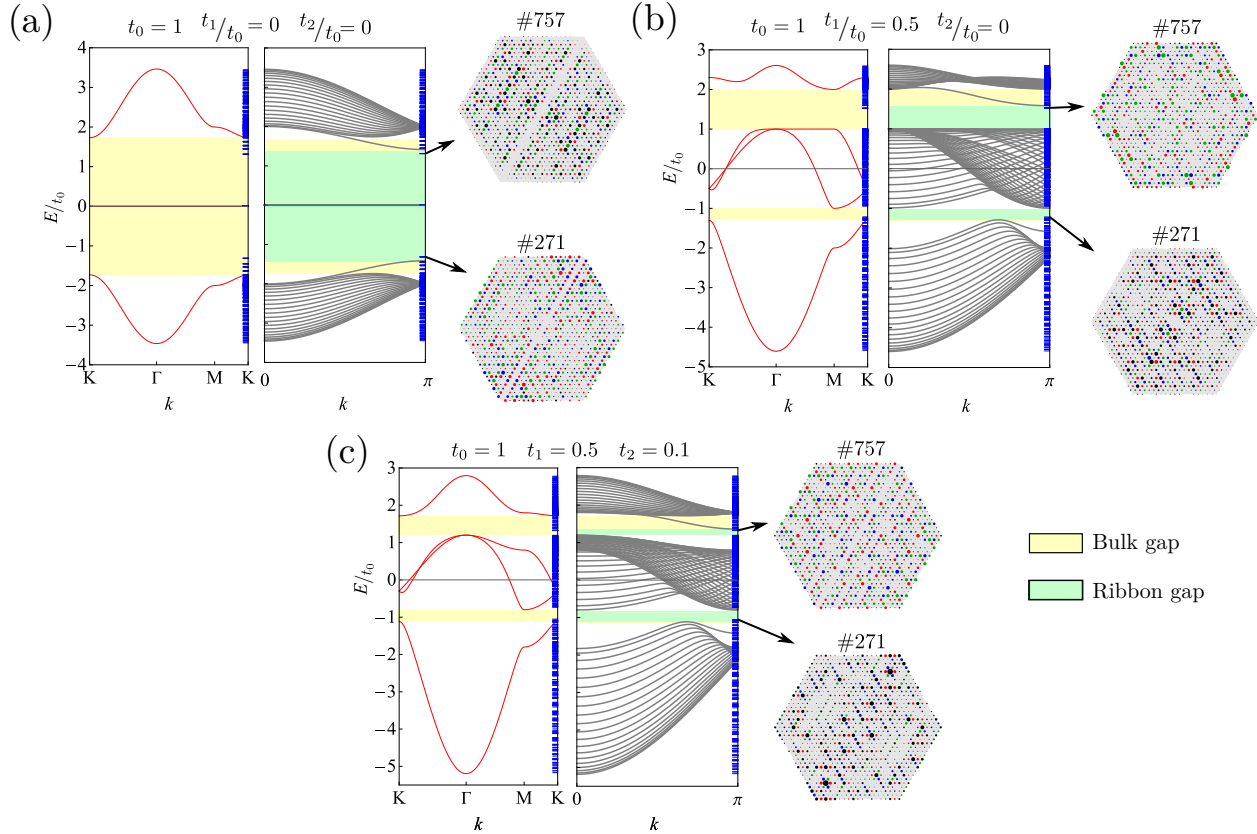 (a)
t₀ = 1 t₁/t₀ = 0 t₂/t₀ = 0
E/t₀
4
3
2
1
0
−1
−2
−3
−4
K Γ M K
k
0 π
k
#757
#271
(b)
t₀ = 1 t₁/t₀ = 0.5 t₂/t₀ = 0
E/t₀
3
2
1
0
−1
−2
−3
−4
−5
K Γ M K
k
0 π
k
#757
#271
(c)
t₀ = 1 t₁ = 0.5 t₂ = 0.1
E/t₀
3
2
1
0
−1
−2
−3
−4
−5
K Γ M K
k
0 π
k
#757
#271
Bulk gap
Ribbon gap